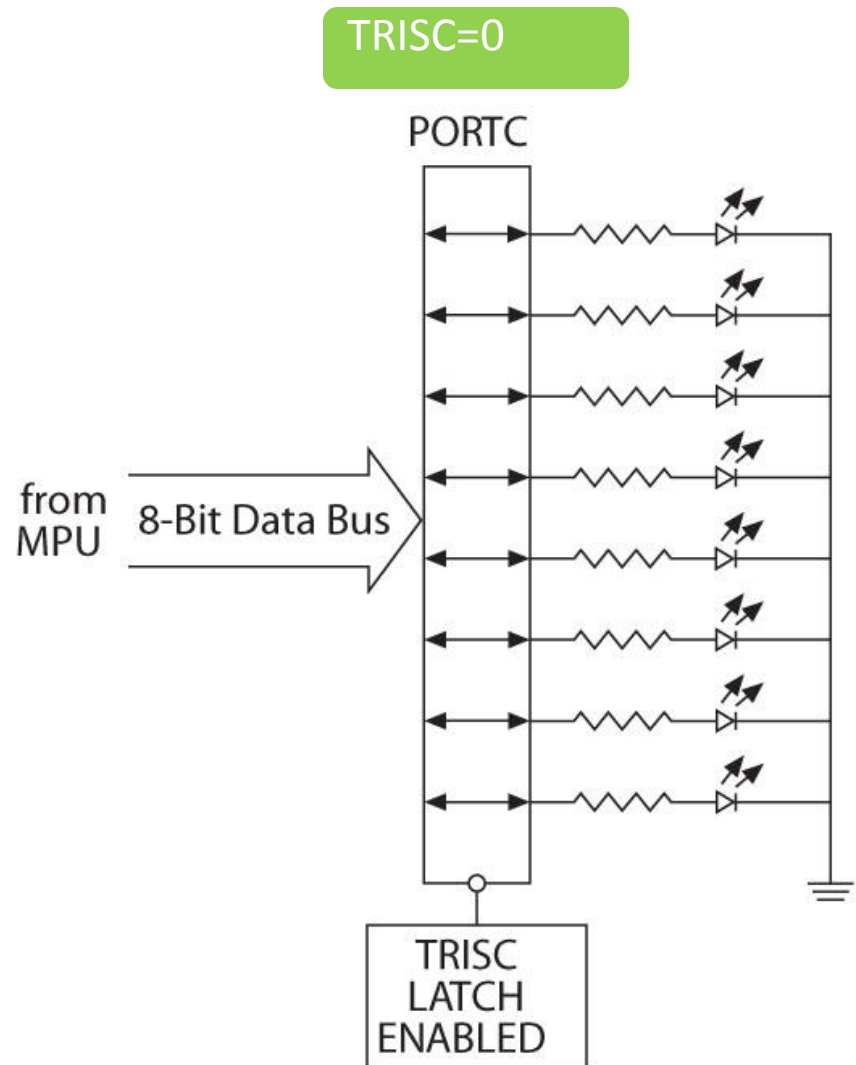 TRISC=0
PORTC
from
MPU
8-Bit Data Bus
TRISC
LATCH
ENABLED